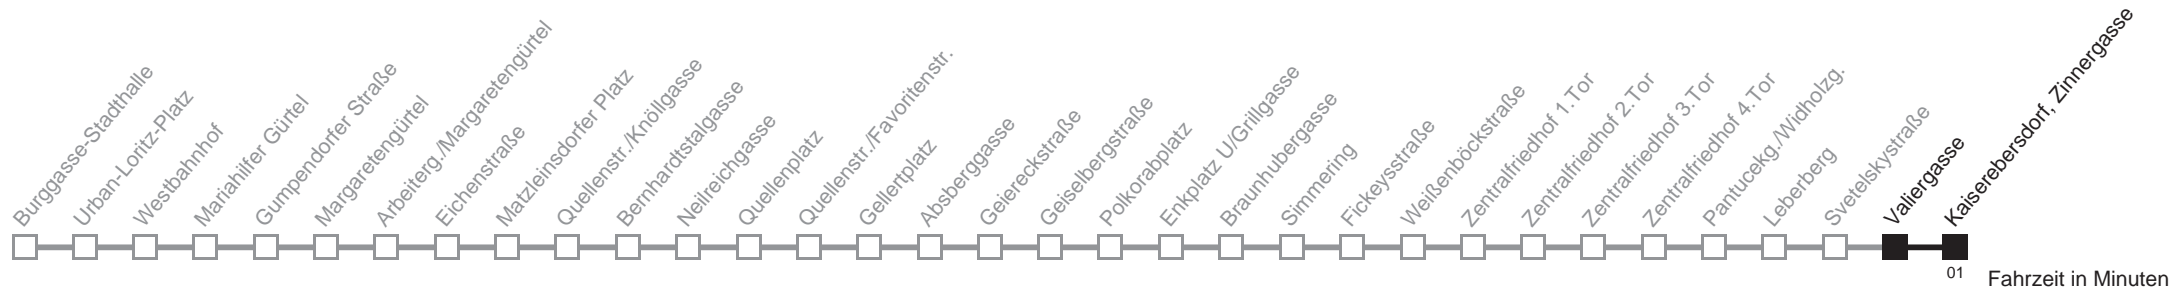 Burggasse-Stadthalle
Urban-Loritz-Platz
Westbahnhof
Mariahilfer Gürtel
Gumpendorfer Straße
Margaretengürtel
Arbeiterg./Margaretengürtel
Eichenstraße
Matzleinsdorfer Platz
Quellenstr./Knöllgasse
Bernhardtstalgasse
Neilreichgasse
Quellenplatz
Quellenstr./Favoritenstr.
Gellertplatz
Absberggasse
Geiereckstraße
Geiselbergstraße
Polkorabplatz
Enkplatz U/Grillgasse
Braunhubergasse
Simmering
Fickeysstraße
Weißenböckstraße
Zentralfriedhof 1.Tor
Zentralfriedhof 2.Tor
Zentralfriedhof 3.Tor
Zentralfriedhof 4.Tor
Pantucekg./Widholzg.
Leberberg
Svetelskystraße
Valiergasse
Kaiserebersdorf, Zinnergasse
01
Fahrzeit in Minuten